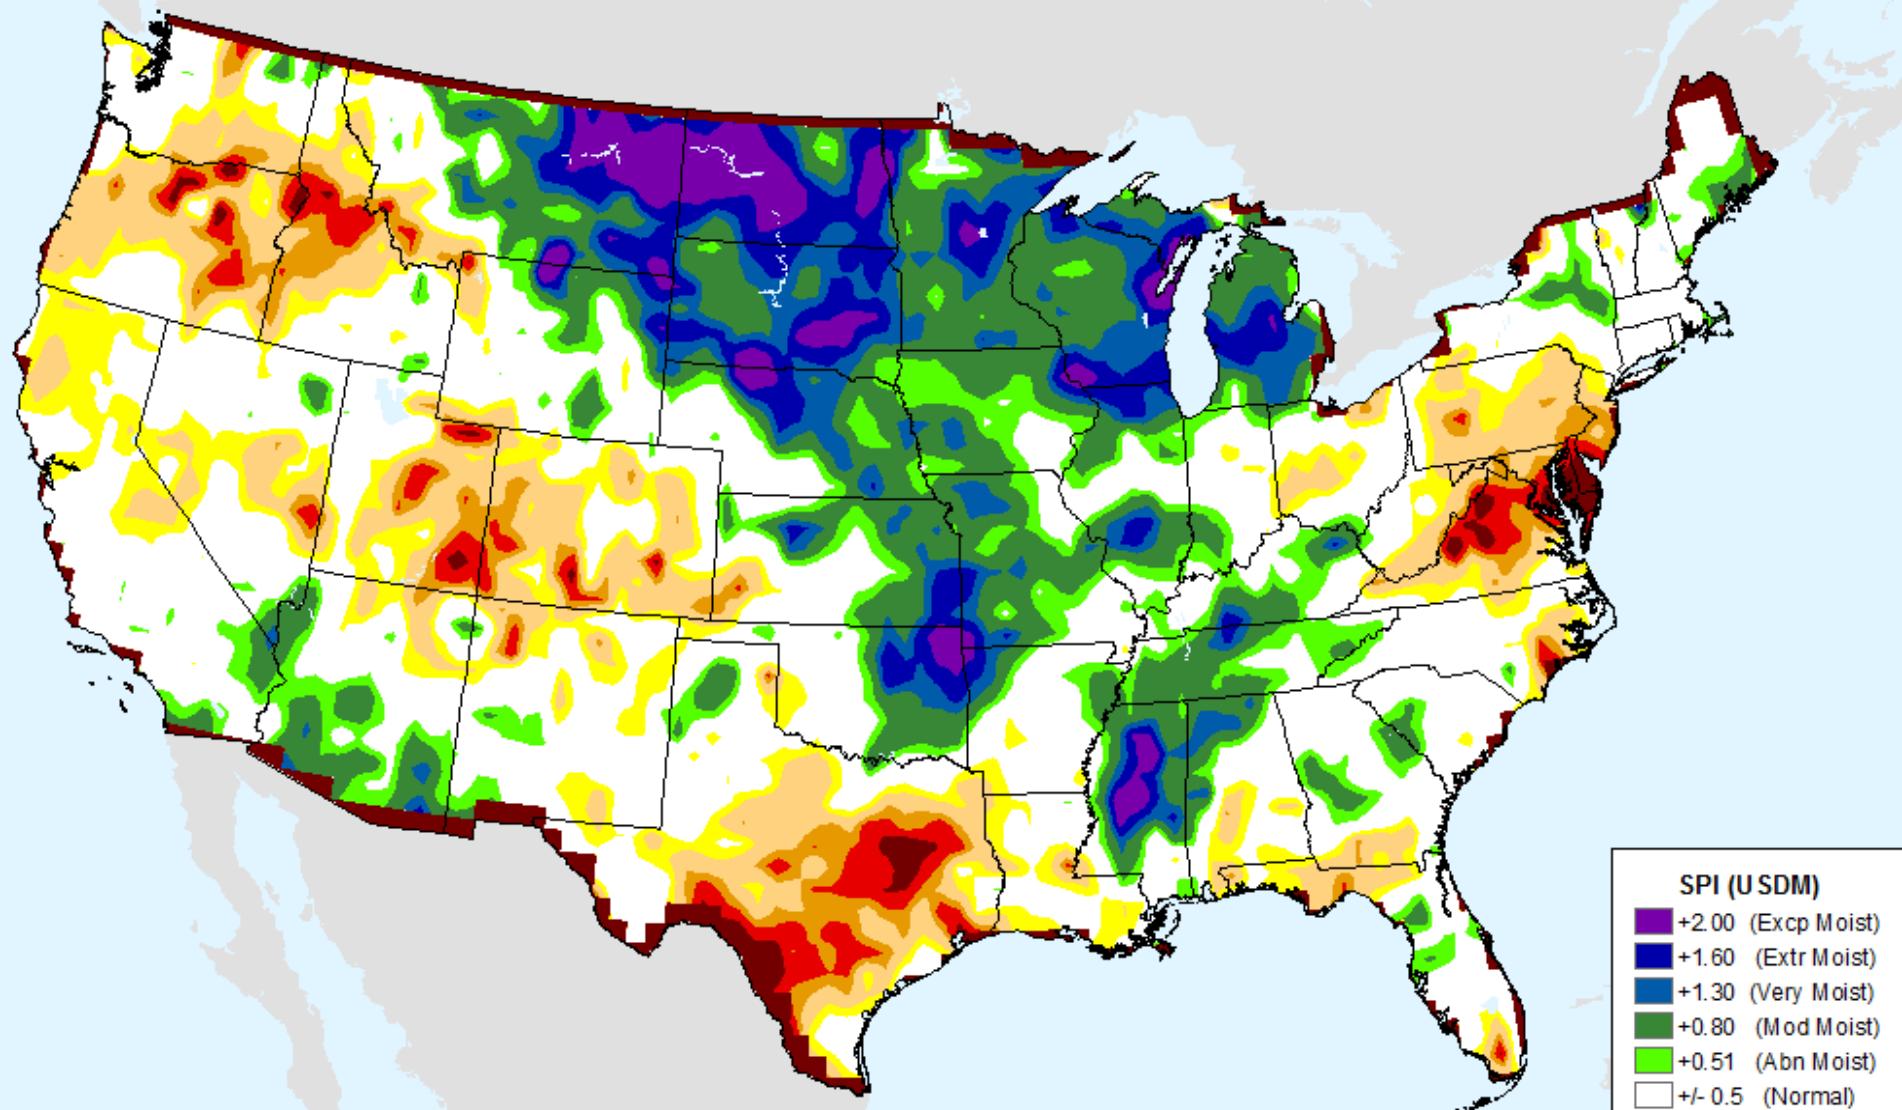 SPI (USDM)
+2.00 (Excp Moist)
+1.60 (Extr Moist)
+1.30 (Very Moist)
+0.80 (Mod Moist)
+0.51 (Abn Moist)
+/- 0.5 (Normal)